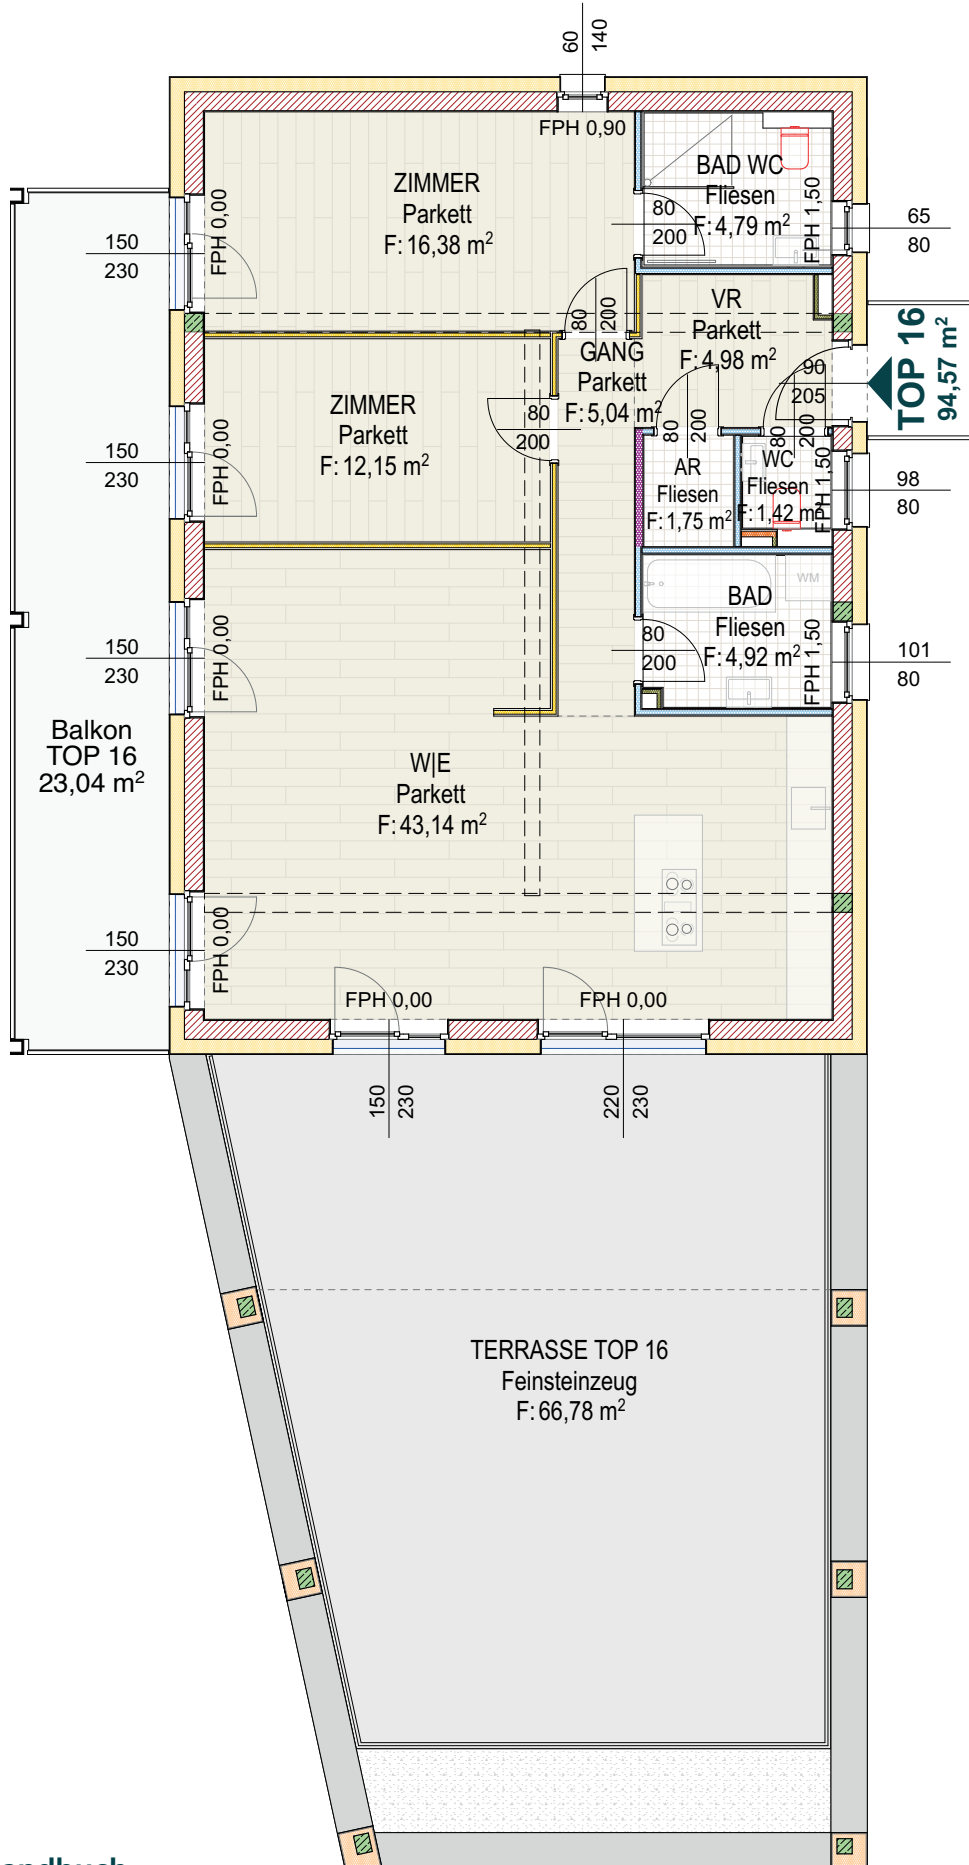 60
140
FPH 0,90
ZIMMER
Parkett
F: 16,38 m²
FPH 0,00
150
230
BAD WC
Fliesen
F: 4,79 m²
FPH 1,50
80
200
65
80
VR
Parkett
F: 4,98 m²
80
200
GANG
Parkett
F: 5,04 m²
90
205
TOP 16
94,57 m²
ZIMMER
Parkett
F: 12,15 m²
FPH 0,00
150
230
80
200
80
200
80
200
AR
Fliesen
F: 1,75 m²
WC
Fliesen
F: 1,42 m²
FPH 1,50
98
80
WM
BAD
Fliesen
F: 4,92 m²
FPH 1,50
80
200
101
80
FPH 0,00
150
230
Balkon
TOP 16
23,04 m²
W|E
Parkett
F: 43,14 m²
FPH 0,00
150
230
FPH 0,00
FPH 0,00
150
230
220
230
TERRASSE TOP 16
Feinsteinzeug
F: 66,78 m²